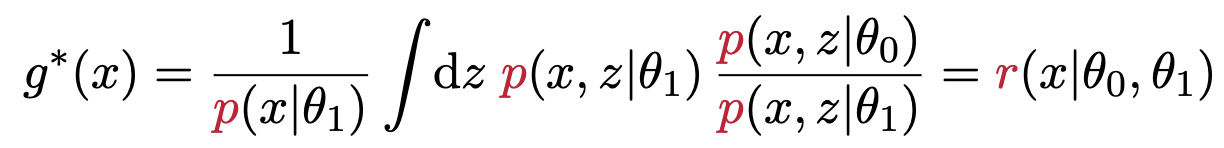 g*(x) = 1/p(x|θ₁) ∫dz p(x, z|θ₁) p(x, z|θ₀)/p(x, z|θ₁) = r(x|θ₀, θ₁)